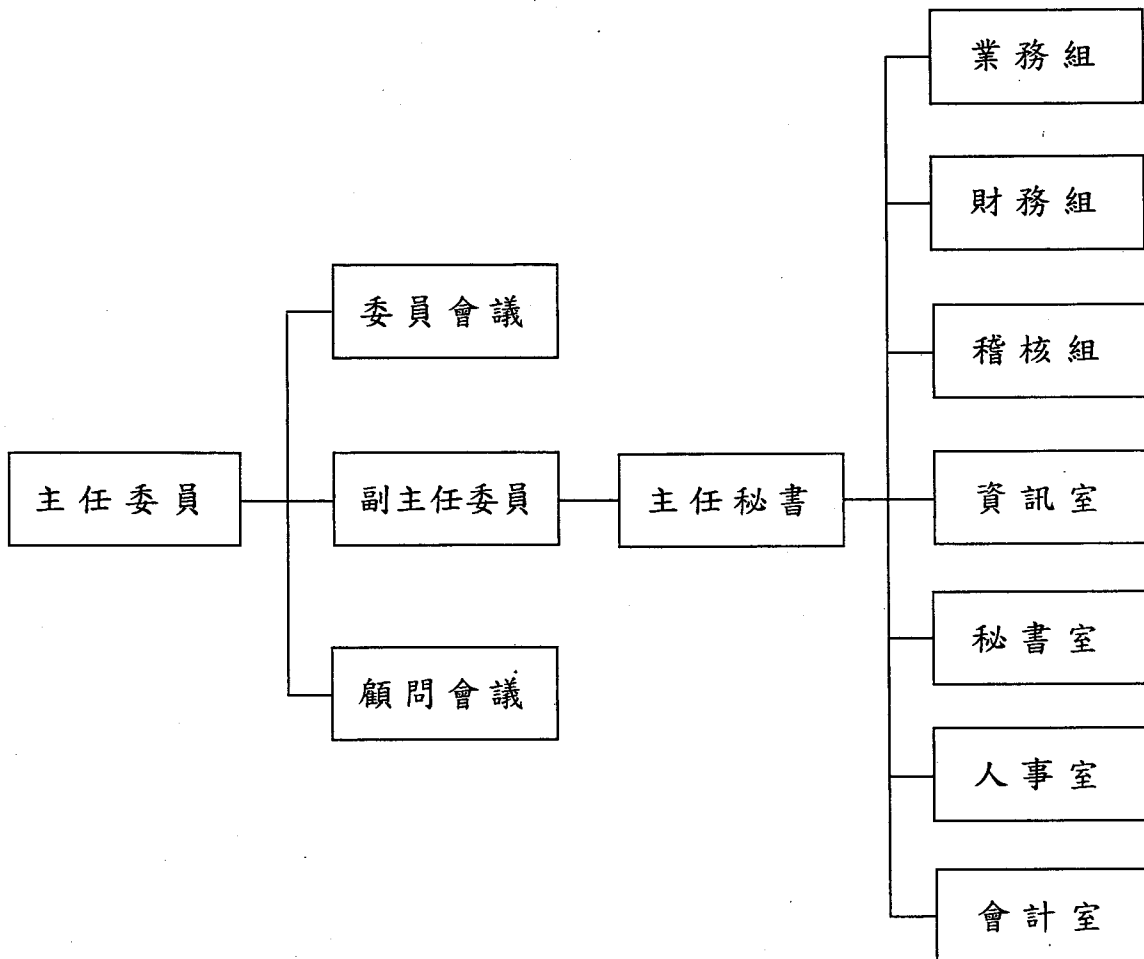 主任委員
委員會議
副主任委員
顧問會議
主任秘書
業務組
財務組
稽核組
資訊室
秘書室
人事室
會計室